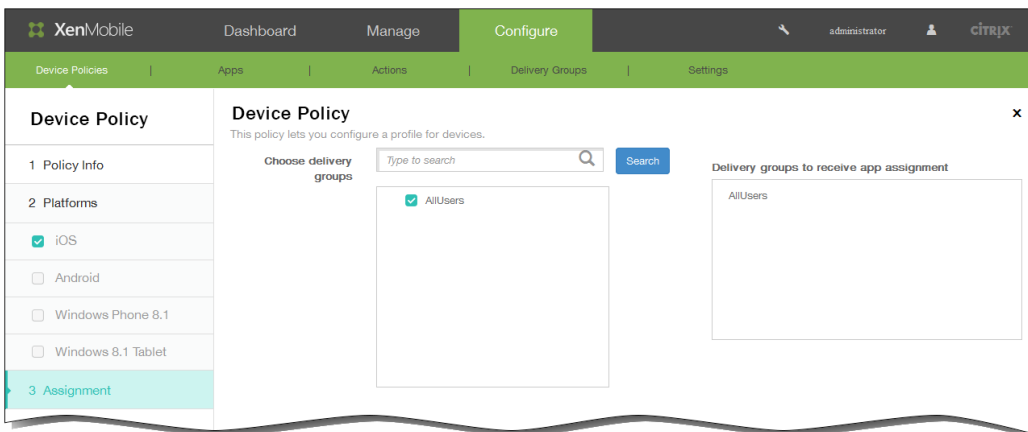 XenMobile Dashboard Manage Configure administrator CİTRIX
Device Policies | Apps | Actions | Delivery Groups | Settings
Device Policy
1 Policy Info
2 Platforms
iOS
Android
Windows Phone 8.1
Windows 8.1 Tablet
3 Assignment
Device Policy x
This policy lets you configure a profile for devices.
Choose delivery groups
Type to search Search
AllUsers
Delivery groups to receive app assignment
AllUsers